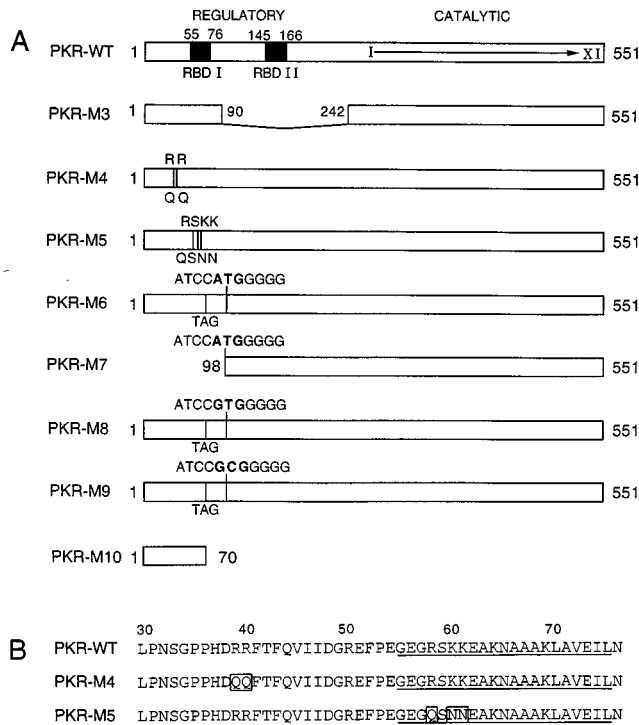 A
REGULATORY CATALYTIC
55 76 145 166
PKR-WT 1 I XI 551
RBD I RBD II
PKR-M3 1 90 242 551
RR
PKR-M4 1 551
QQ
RSKK
PKR-M5 1 551
QSNN
ATCCATGGGGG
PKR-M6 1 551
TAG
ATCCATGGGGG
PKR-M7 98 551
ATCCGTGGGGG
PKR-M8 1 551
TAG
ATCCGCGGGGG
PKR-M9 1 551
TAG
PKR-M10 1 70
B
30 40 50 60 70
PKR-WT LPNSGPPHDRRFTFQVIIDGREFPEGEGRSKKEAKNAAAKLAVEILN
PKR-M4 LPNSGPPHDQQFTFQVIIDGREFPEGEGRSKKEAKNAAAKLAVEILN
PKR-M5 LPNSGPPHDRRFTFQVIIDGREFPEGEGQSNNEAKNAAAKLAVEILN